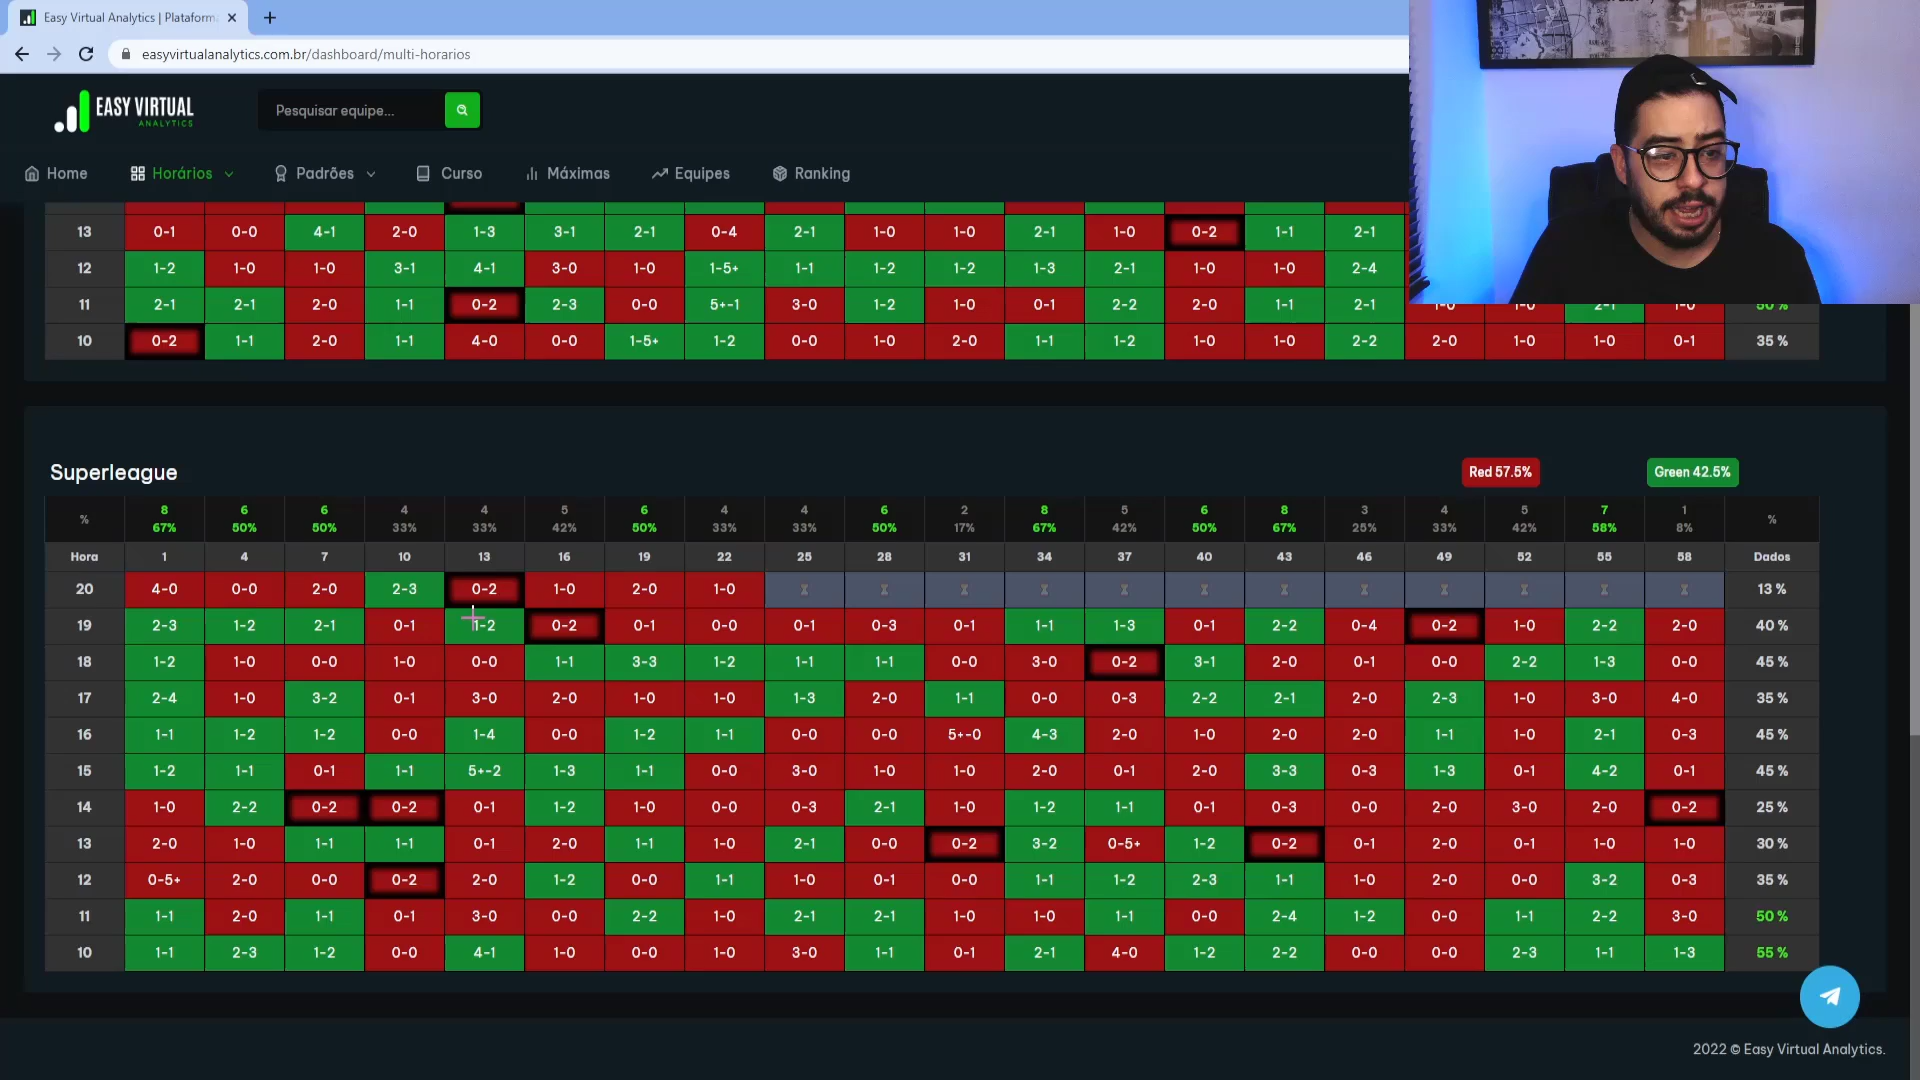 Easy Virtual Analytics | Plataform
easyvirtualanalytics.com.br/dashboard/multi-horarios
EASY VIRTUAL
ANALYTICS
Pesquisar equipe...
Home Horários Padrões Curso Máximas Equipes Ranking
13 0-1 0-0 4-1 2-0 1-3 3-1 2-1 0-4 2-1 1-0 1-0 2-1 1-0 0-2 1-1 2-1
12 1-2 1-0 1-0 3-1 4-1 3-0 1-0 1-5+ 1-1 1-2 1-2 1-3 2-1 1-0 1-0 2-4
11 2-1 2-1 2-0 1-1 0-2 2-3 0-0 5+-1 3-0 1-2 1-0 0-1 2-2 2-0 1-1 2-1 1-0 1-0 2-1 1-0 50 %
10 0-2 1-1 2-0 1-1 4-0 0-0 1-5+ 1-2 0-0 1-0 2-0 1-1 1-2 1-0 1-0 2-2 2-0 1-0 1-0 0-1 35 %
Superleague Red 57.5% Green 42.5%
8 6 6 4 4 5 6 4 4 6 2 8 5 6 8 3 4 5 7 1
% 67% 50% 50% 33% 33% 42% 50% 33% 33% 50% 17% 67% 42% 50% 67% 25% 33% 42% 58% 8% %
Hora 1 4 7 10 13 16 19 22 25 28 31 34 37 40 43 46 49 52 55 58 Dados
20 4-0 0-0 2-0 2-3 0-2 1-0 2-0 1-0 13 %
19 2-3 1-2 2-1 0-1 1-2 0-2 0-1 0-0 0-1 0-3 0-1 1-1 1-3 0-1 2-2 0-4 0-2 1-0 2-2 2-0 40 %
18 1-2 1-0 0-0 1-0 0-0 1-1 3-3 1-2 1-1 1-1 0-0 3-0 0-2 3-1 2-0 0-1 0-0 2-2 1-3 0-0 45 %
17 2-4 1-0 3-2 0-1 3-0 2-0 1-0 1-0 1-3 2-0 1-1 0-0 0-3 2-2 2-1 2-0 2-3 1-0 3-0 4-0 35 %
16 1-1 1-2 1-2 0-0 1-4 0-0 1-2 1-1 0-0 0-0 5+-0 4-3 2-0 1-0 2-0 2-0 1-1 1-0 2-1 0-3 45 %
15 1-2 1-1 0-1 1-1 5+-2 1-3 1-1 0-0 3-0 1-0 1-0 2-0 0-1 2-0 3-3 0-3 1-3 0-1 4-2 0-1 45 %
14 1-0 2-2 0-2 0-2 0-1 1-2 1-0 0-0 0-3 2-1 1-0 1-2 1-1 0-1 0-3 0-0 2-0 3-0 2-0 0-2 25 %
13 2-0 1-0 1-1 1-1 0-1 2-0 1-1 1-0 2-1 0-0 0-2 3-2 0-5+ 1-2 0-2 0-1 2-0 0-1 1-0 1-0 30 %
12 0-5+ 2-0 0-0 0-2 2-0 1-2 0-0 1-1 1-0 0-1 0-0 1-1 1-2 2-3 1-1 1-0 2-0 0-0 3-2 0-3 35 %
11 1-1 2-0 1-1 0-1 3-0 0-0 2-2 1-0 2-1 2-1 1-0 1-0 1-1 0-0 2-4 1-2 0-0 1-1 2-2 3-0 50 %
10 1-1 2-3 1-2 0-0 4-1 1-0 0-0 1-0 3-0 1-1 0-1 2-1 4-0 1-2 2-2 0-0 0-0 2-3 1-1 1-3 55 %
2022 © Easy Virtual Analytics.